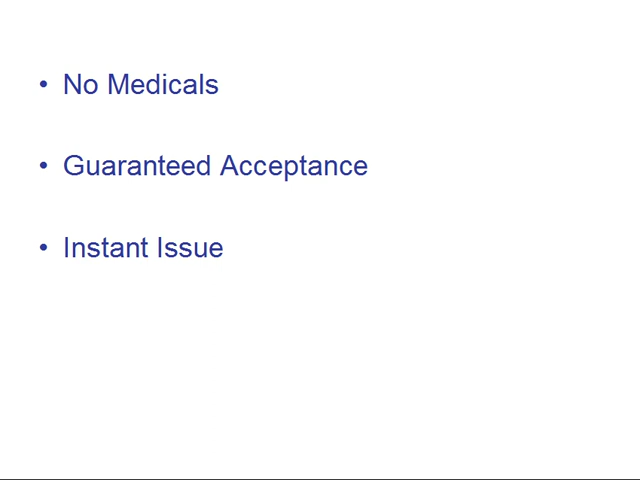 • No Medicals
• Guaranteed Acceptance
• Instant Issue